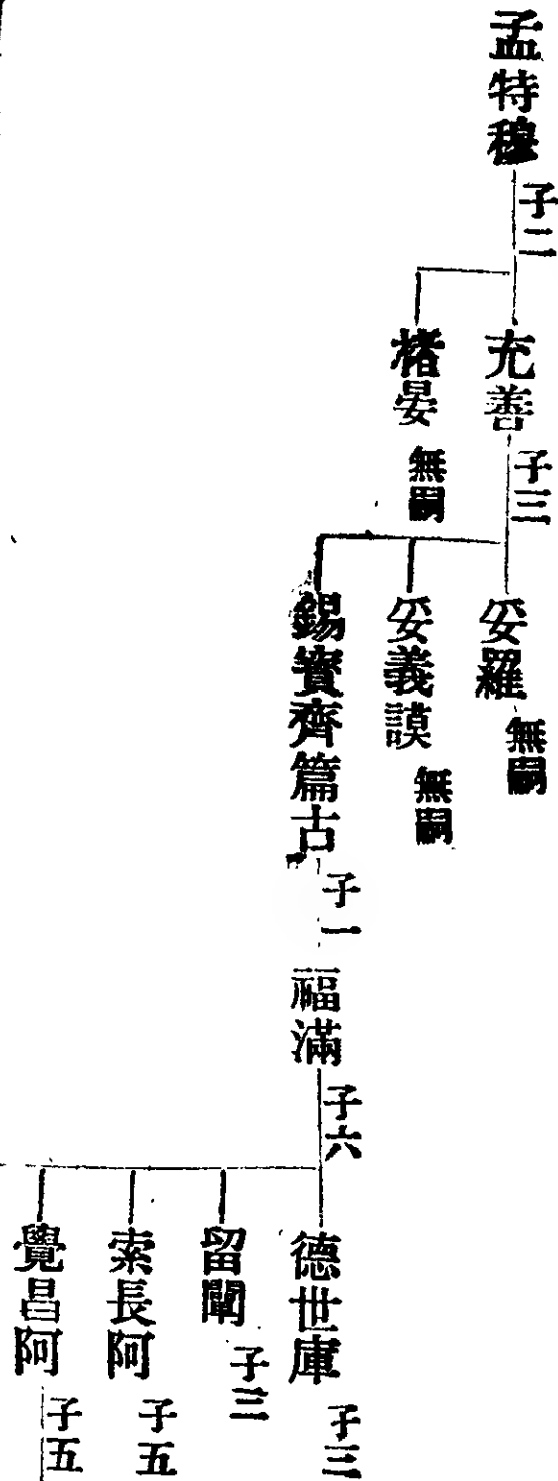 孟特穆
子二
充善
子三
褚晏
無嗣
妥羅
無嗣
妥義謨
無嗣
錫寶齊篇古
子一
福滿
子六
德世庫
子三
留闡
子三
索長阿
子五
覺昌阿
子五